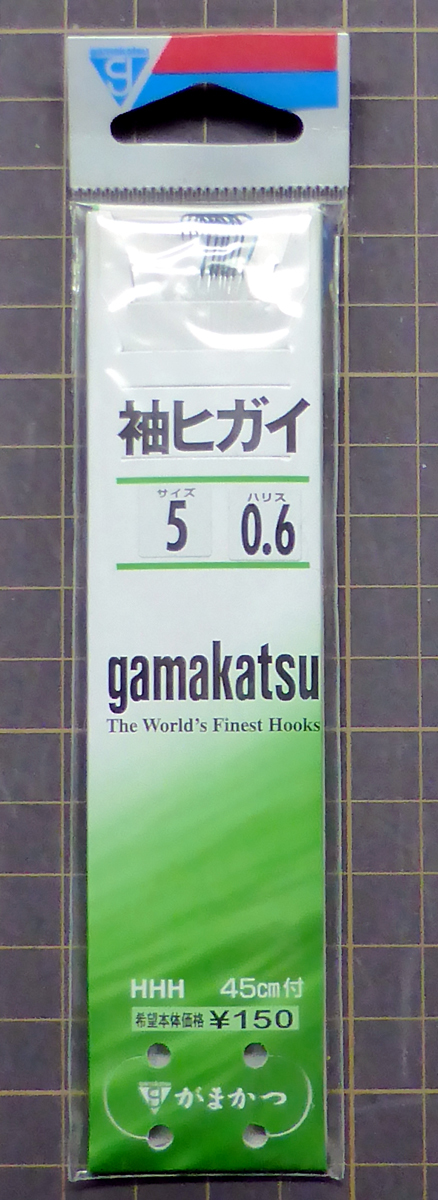 g
袖ヒガイ
サイズ ハリス
5 0.6
gamakatsu
The World's Finest Hooks
HHH 45cm付
希望本体価格 ¥150
g がまかつ